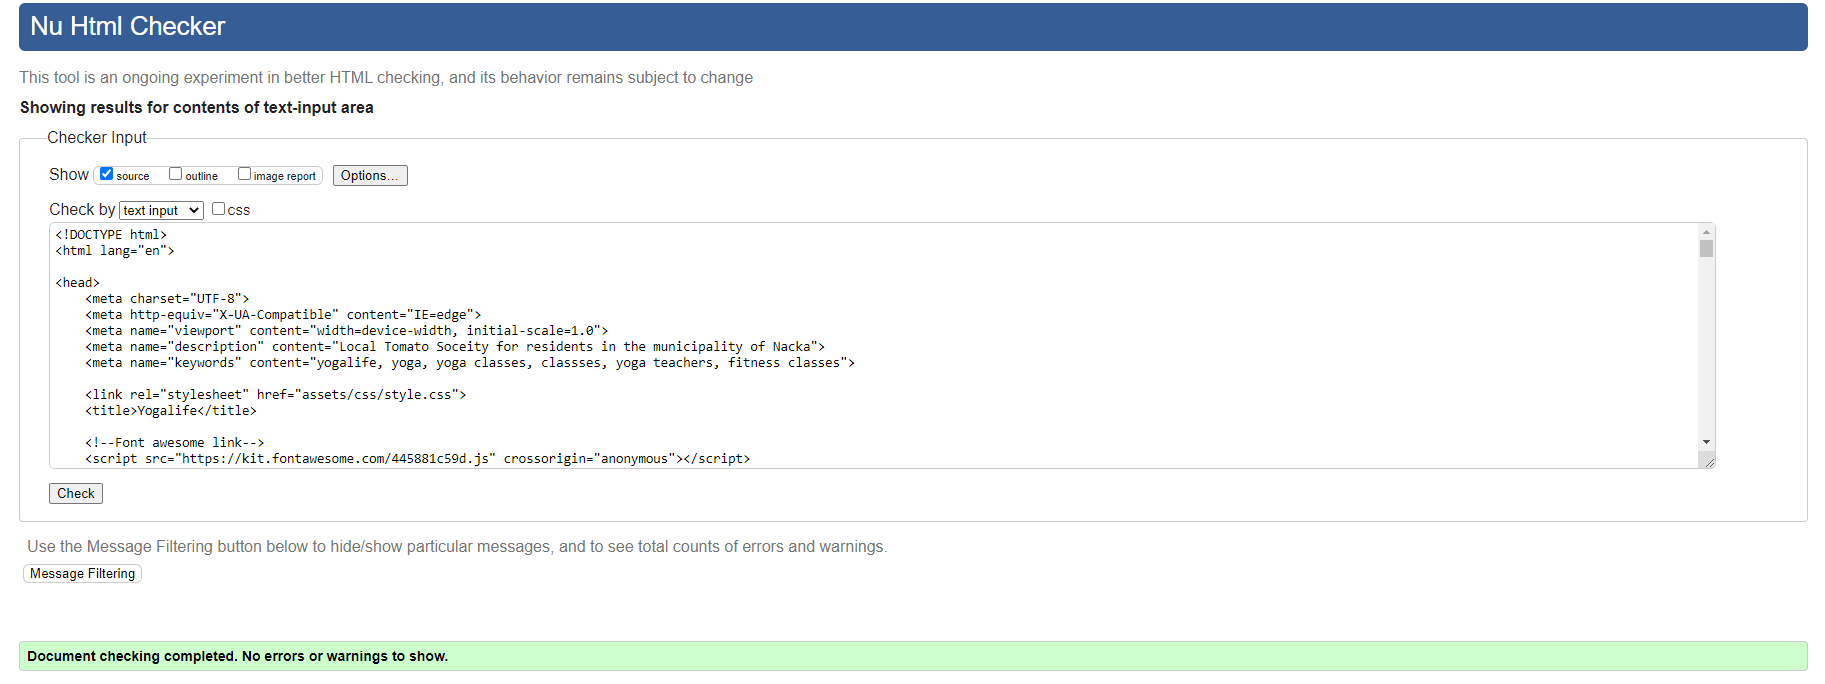 Nu Html Checker
This tool is an ongoing experiment in better HTML checking, and its behavior remains subject to change
Showing results for contents of text-input area
Checker Input
Show source outline image report Options...
Check by text input css
<!DOCTYPE html>
<html lang="en">
<head>
<meta charset="UTF-8">
<meta http-equiv="X-UA-Compatible" content="IE=edge">
<meta name="viewport" content="width=device-width, initial-scale=1.0">
<meta name="description" content="Local Tomato Soceity for residents in the municipality of Nacka">
<meta name="keywords" content="yogalife, yoga, yoga classes, classses, yoga teachers, fitness classes">
<link rel="stylesheet" href="assets/css/style.css">
<title>Yogalife</title>
<!--Font awesome link-->
<script src="https://kit.fontawesome.com/445881c59d.js" crossorigin="anonymous"></script>
Check
Use the Message Filtering button below to hide/show particular messages, and to see total counts of errors and warnings.
Message Filtering
Document checking completed. No errors or warnings to show.